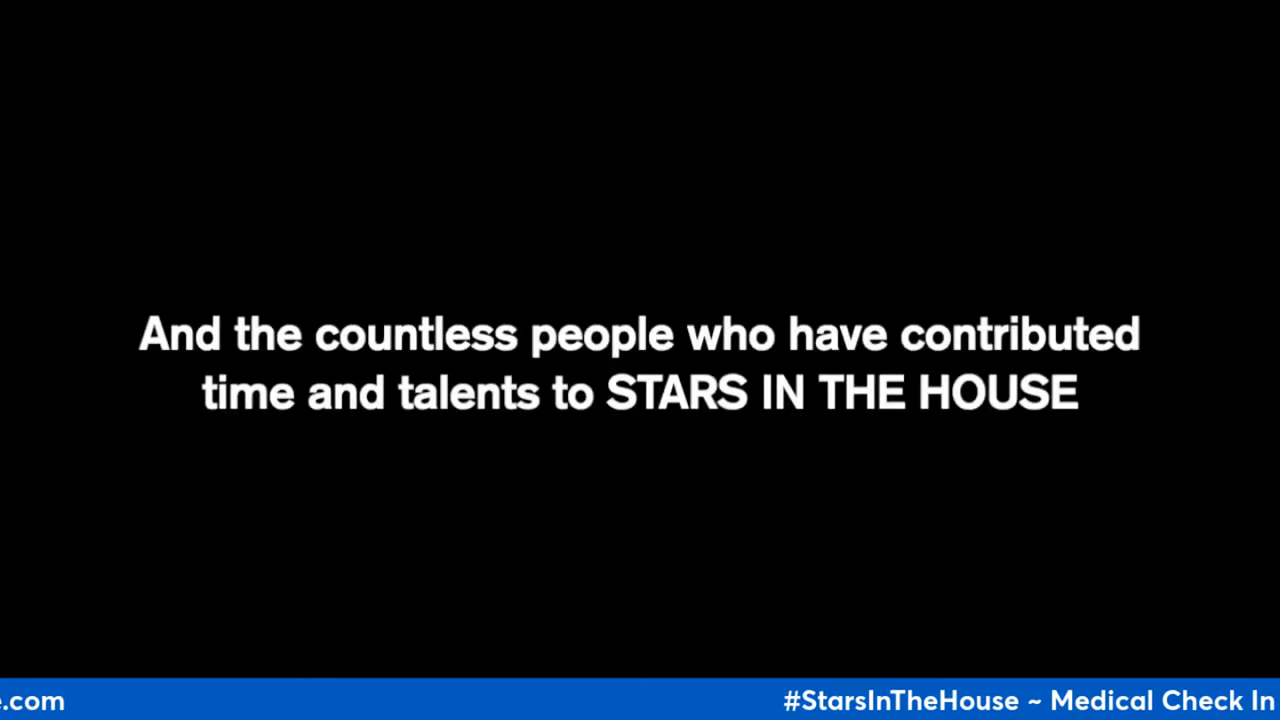 And the countless people who have contributed
time and talents to STARS IN THE HOUSE
e.com #StarsInTheHouse ~ Medical Check In